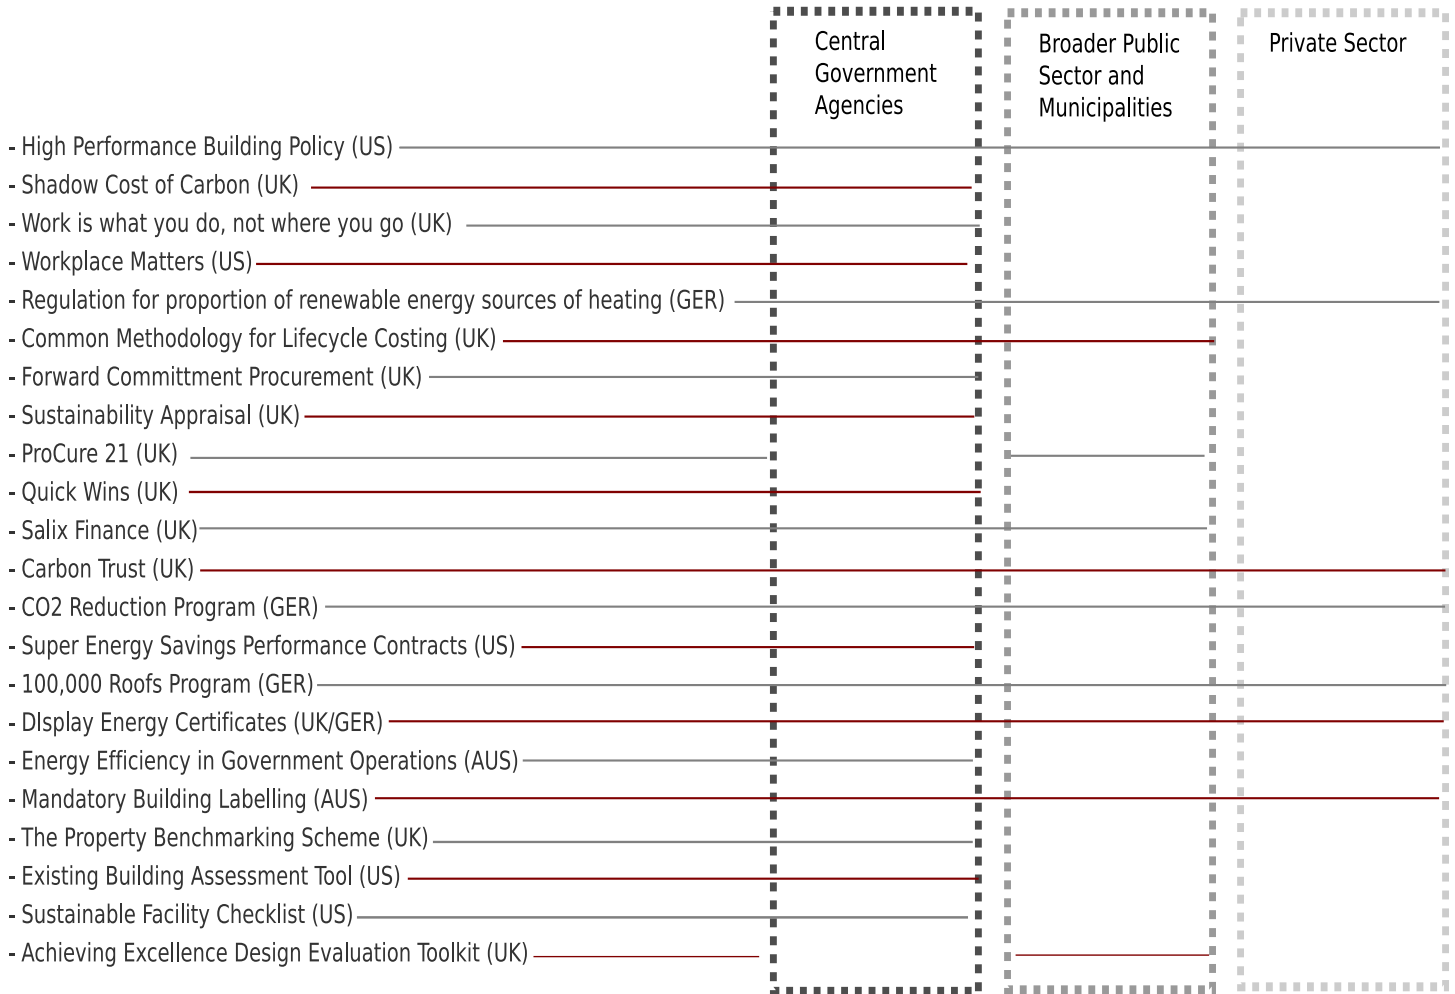 Central
Government
Agencies
Broader Public
Sector and
Municipalities
Private Sector
- High Performance Building Policy (US)
- Shadow Cost of Carbon (UK)
- Work is what you do, not where you go (UK)
- Workplace Matters (US)
- Regulation for proportion of renewable energy sources of heating (GER)
- Common Methodology for Lifecycle Costing (UK)
- Forward Committment Procurement (UK)
- Sustainability Appraisal (UK)
- ProCure 21 (UK)
- Quick Wins (UK)
- Salix Finance (UK)
- Carbon Trust (UK)
- CO2 Reduction Program (GER)
- Super Energy Savings Performance Contracts (US)
- 100,000 Roofs Program (GER)
- DIsplay Energy Certificates (UK/GER)
- Energy Efficiency in Government Operations (AUS)
- Mandatory Building Labelling (AUS)
- The Property Benchmarking Scheme (UK)
- Existing Building Assessment Tool (US)
- Sustainable Facility Checklist (US)
- Achieving Excellence Design Evaluation Toolkit (UK)